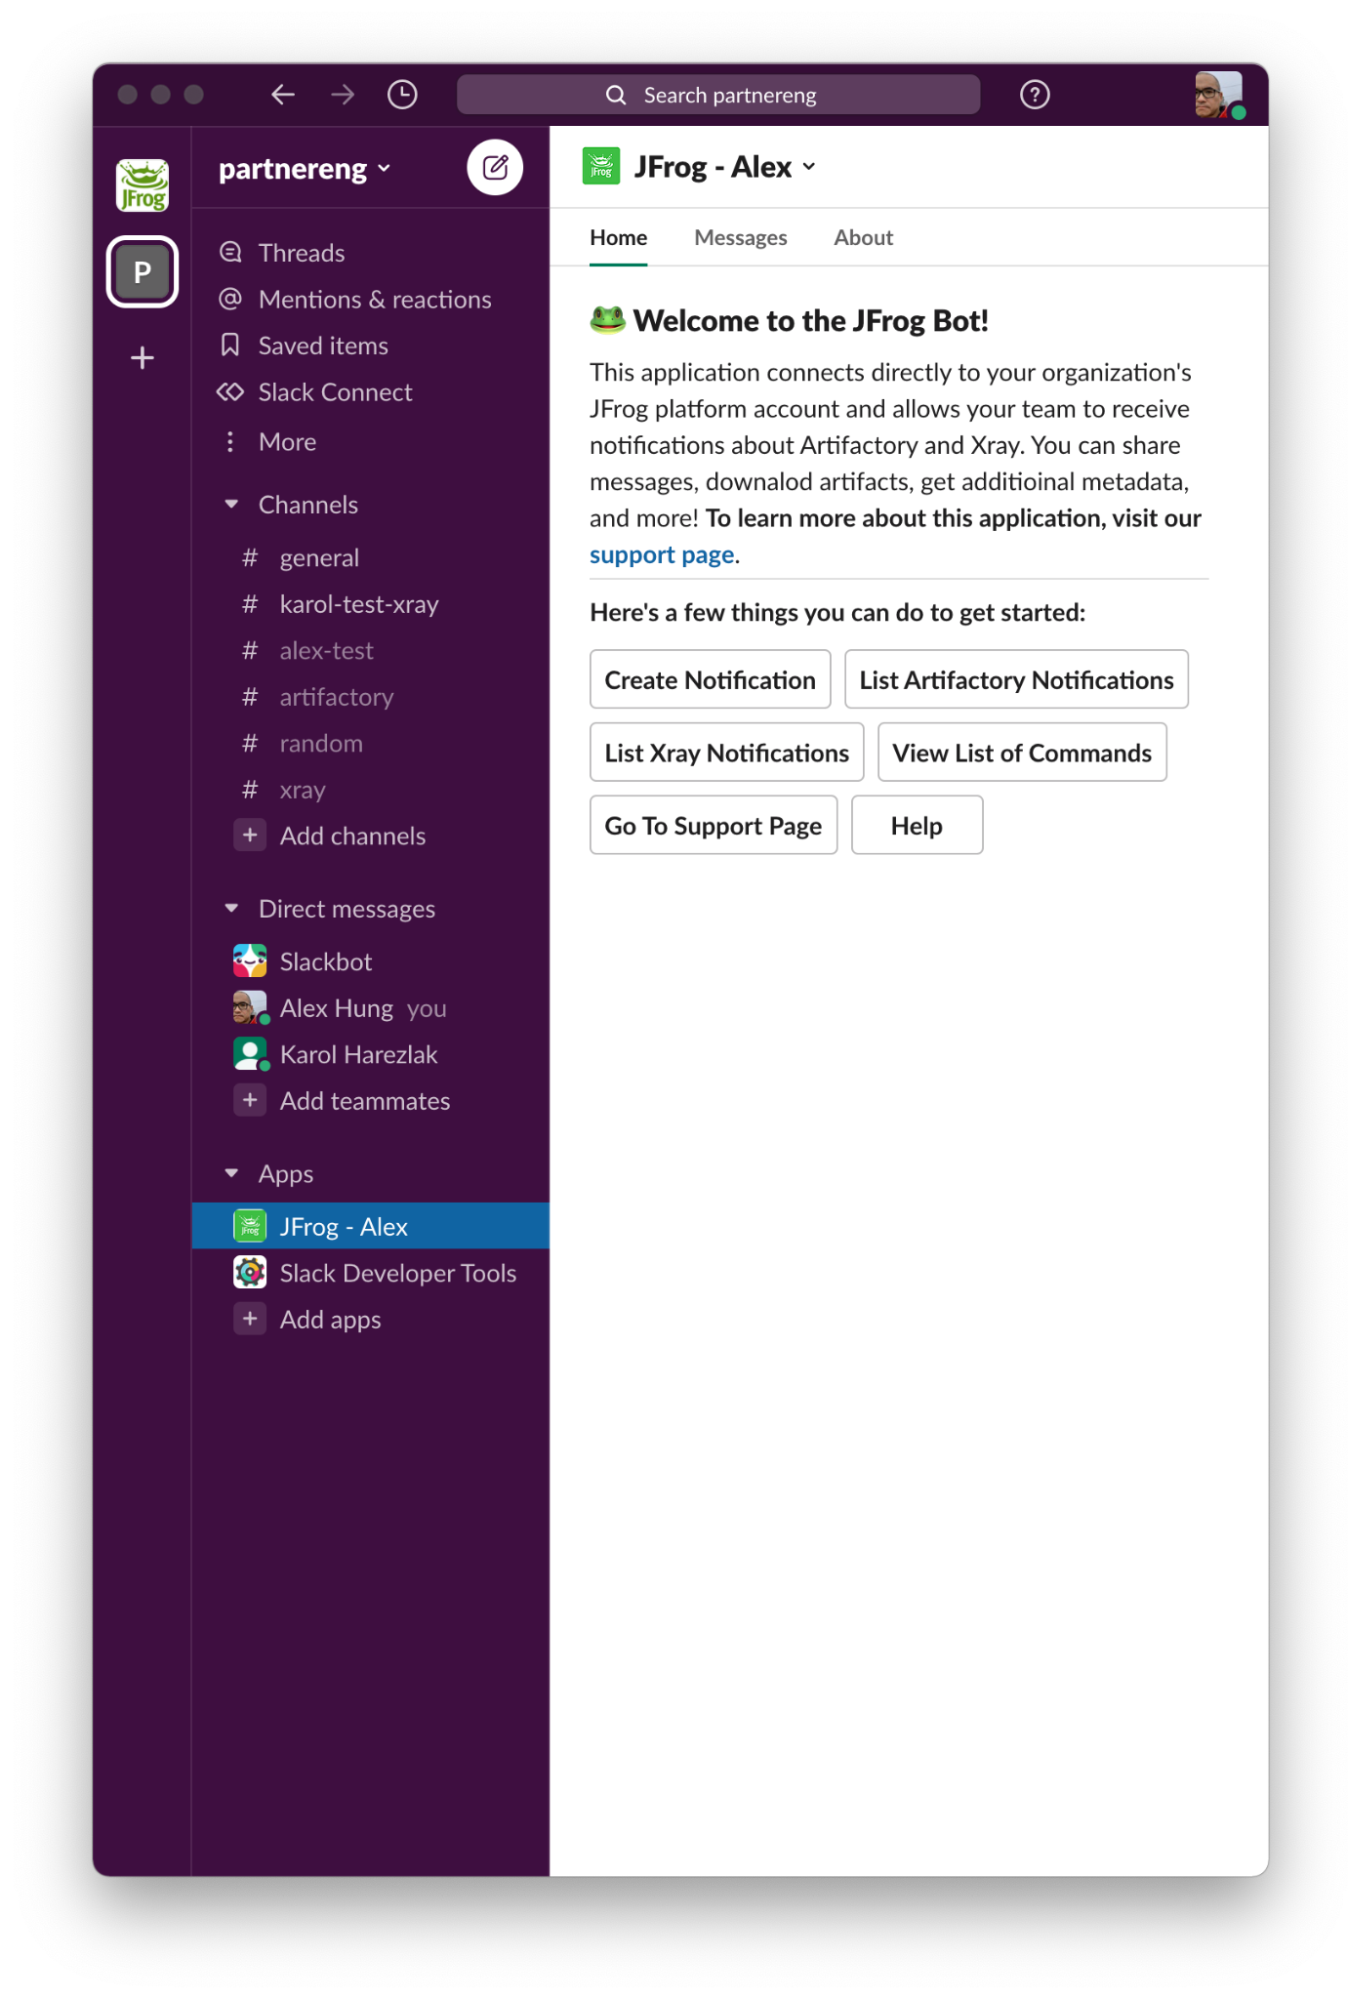 Search partnereng
JFrog
partnereng
JFrog
JFrog - Alex
P
Threads
Mentions & reactions
Saved items
Slack Connect
More
Channels
# general
# karol-test-xray
# alex-test
# artifactory
# random
# xray
+ Add channels
Direct messages
Slackbot
Alex Hung you
Karol Harezlak
+ Add teammates
Apps
JFrog
JFrog - Alex
Slack Developer Tools
+ Add apps
Home Messages About
Welcome to the JFrog Bot!
This application connects directly to your organization's
JFrog platform account and allows your team to receive
notifications about Artifactory and Xray. You can share
messages, downalod artifacts, get additioinal metadata,
and more! To learn more about this application, visit our
support page.
Here's a few things you can do to get started:
Create Notification List Artifactory Notifications
List Xray Notifications View List of Commands
Go To Support Page Help